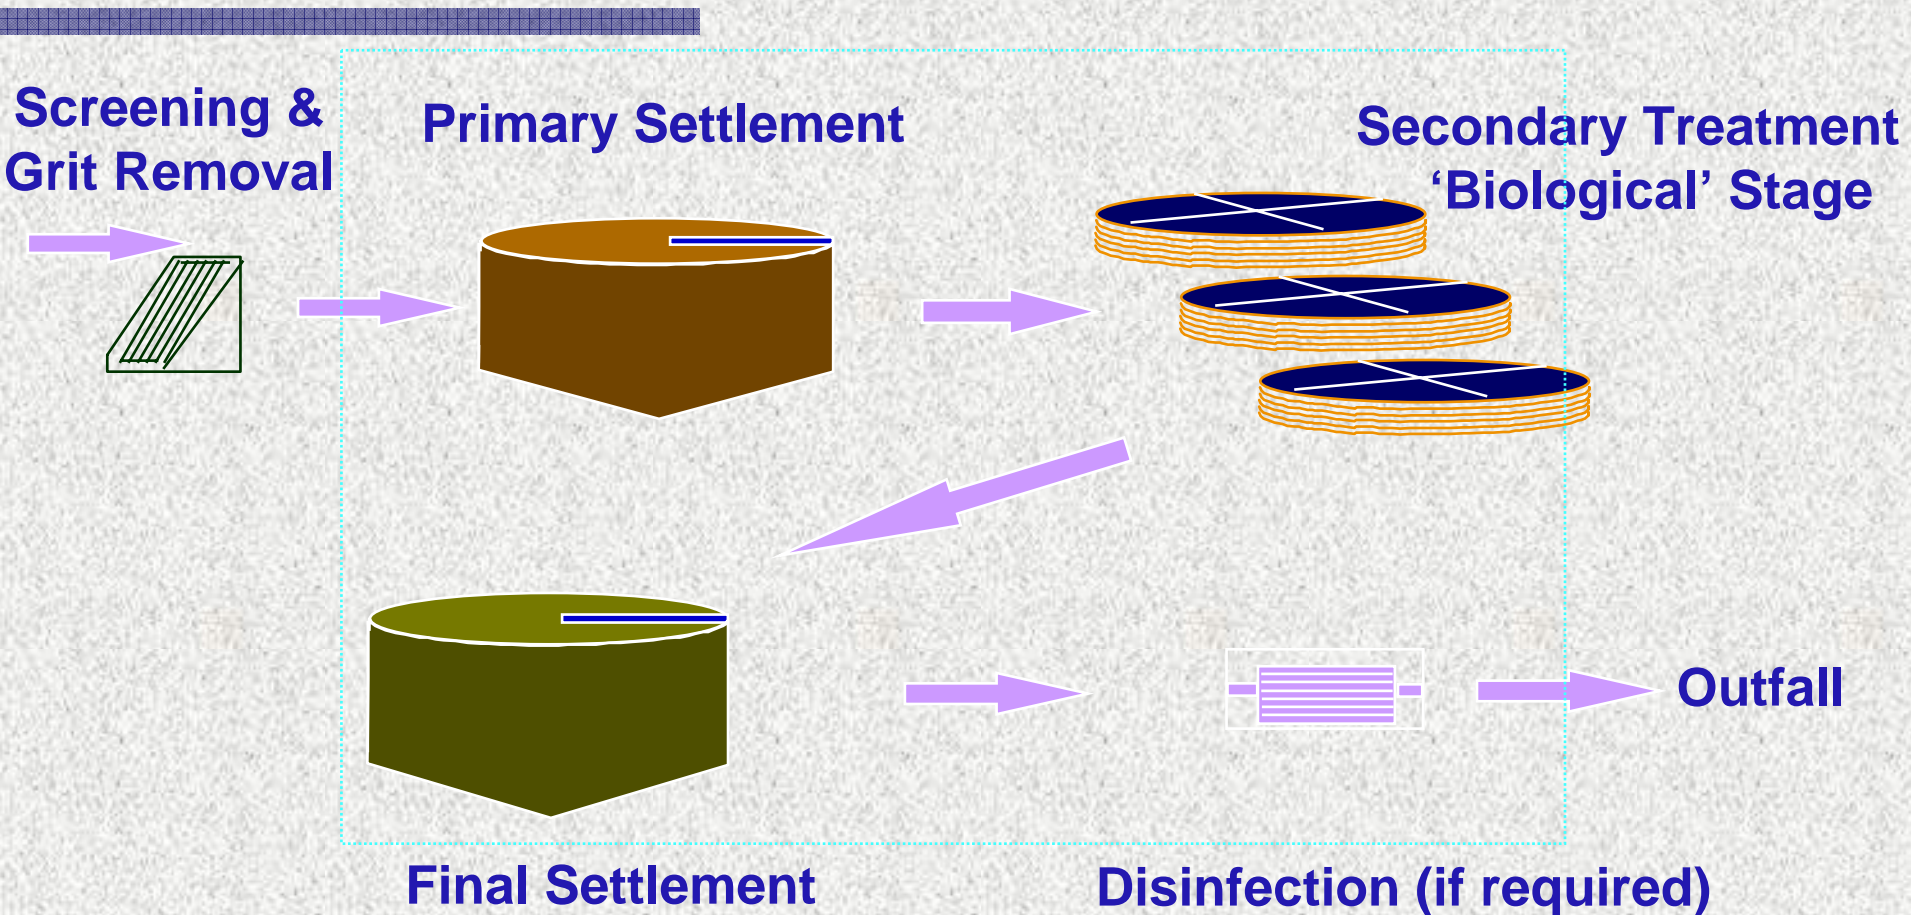 Screening &
Grit Removal
Primary Settlement
Secondary Treatment
‘Biological’ Stage
Outfall
Final Settlement
Disinfection (if required)